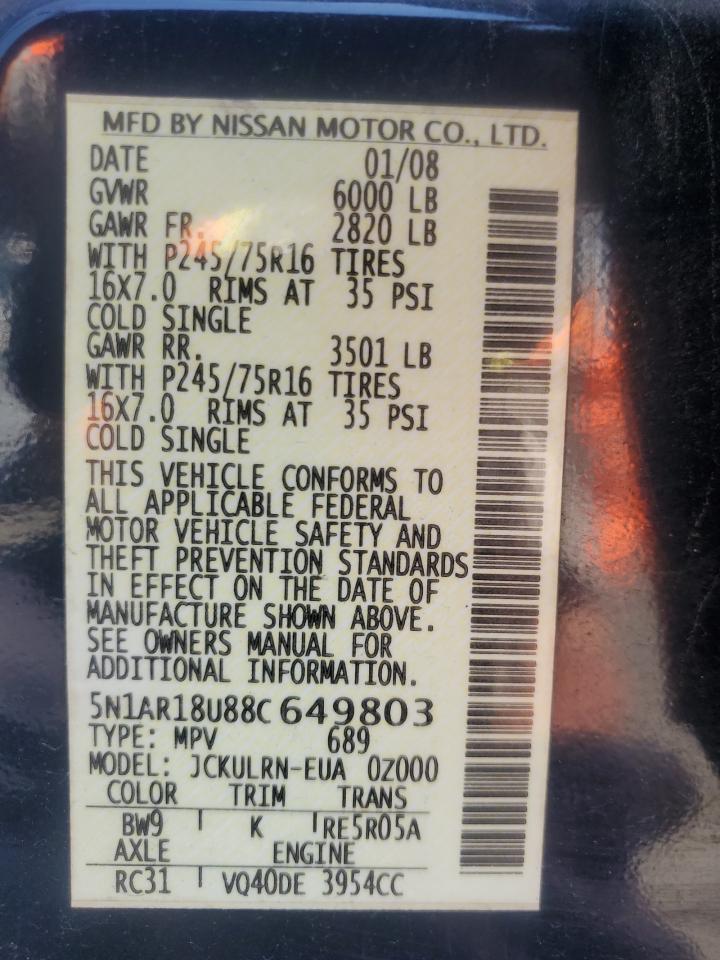 MFD BY NISSAN MOTOR CO., LTD.
DATE 01/08
GVWR 6000 LB
GAWR FR. 2820 LB
WITH P245/75R16 TIRES
16X7.0 RIMS AT 35 PSI
COLD SINGLE
GAWR RR. 3501 LB
WITH P245/75R16 TIRES
16X7.0 RIMS AT 35 PSI
COLD SINGLE
THIS VEHICLE CONFORMS TO
ALL APPLICABLE FEDERAL
MOTOR VEHICLE SAFETY AND
THEFT PREVENTION STANDARDS
IN EFFECT ON THE DATE OF
MANUFACTURE SHOWN ABOVE.
SEE OWNERS MANUAL FOR
ADDITIONAL INFORMATION.
5N1AR18U88C 649803
TYPE: MPV 689
MODEL: JCKULRN-EUA 0Z000
COLOR TRIM TRANS
BW9 K RE5R05A
AXLE ENGINE
RC31 VQ40DE 3954CC